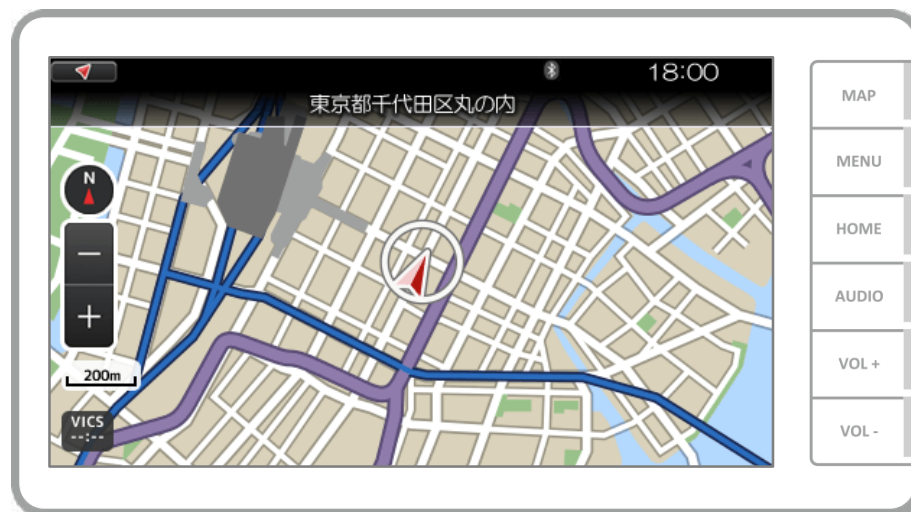 18:00
東京都千代田区丸の内
N
−
+
200m
VICS
--:--
MAP
MENU
HOME
AUDIO
VOL +
VOL -